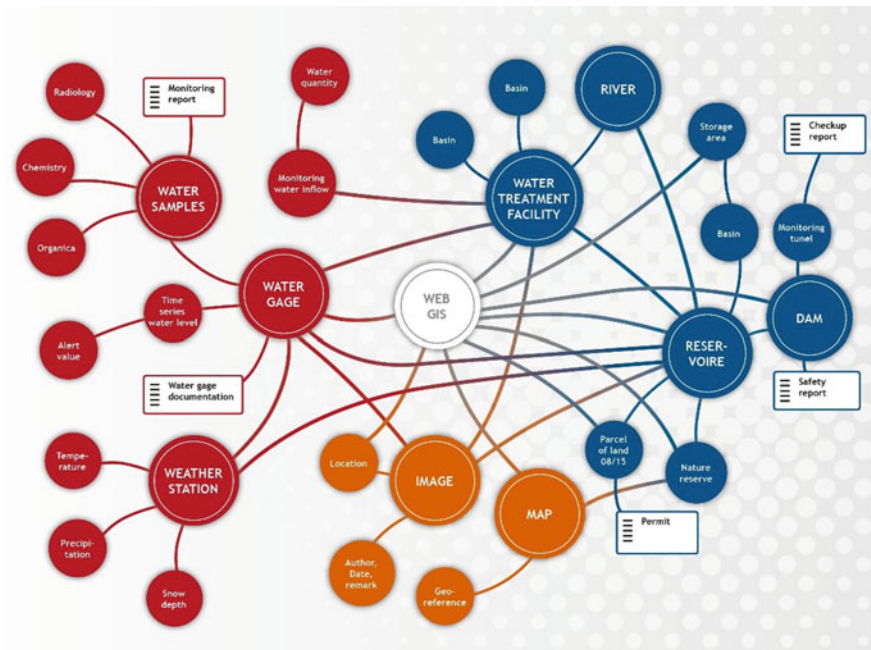 Radiology
Monitoring
report
Water
quantity
Basin
RIVER
Storage
area
Checkup
report
Chemistry
WATER
SAMPLES
Monitoring
water inflow
Basin
WATER
TREATMENT
FACILITY
Organica
Basin
Monitoring
tunel
WATER
GAGE
Time
series
water level
WEB
GIS
DAM
Alert
value
RESER-
VOIRE
Water gage
documentation
Safety
report
Tempe-
rature
WEATHER
STATION
Location
IMAGE
Parcel
of land
08/15
Nature
reserve
MAP
Permit
Precipi-
tation
Author,
Date,
remark
Snow
depth
Geo-
reference